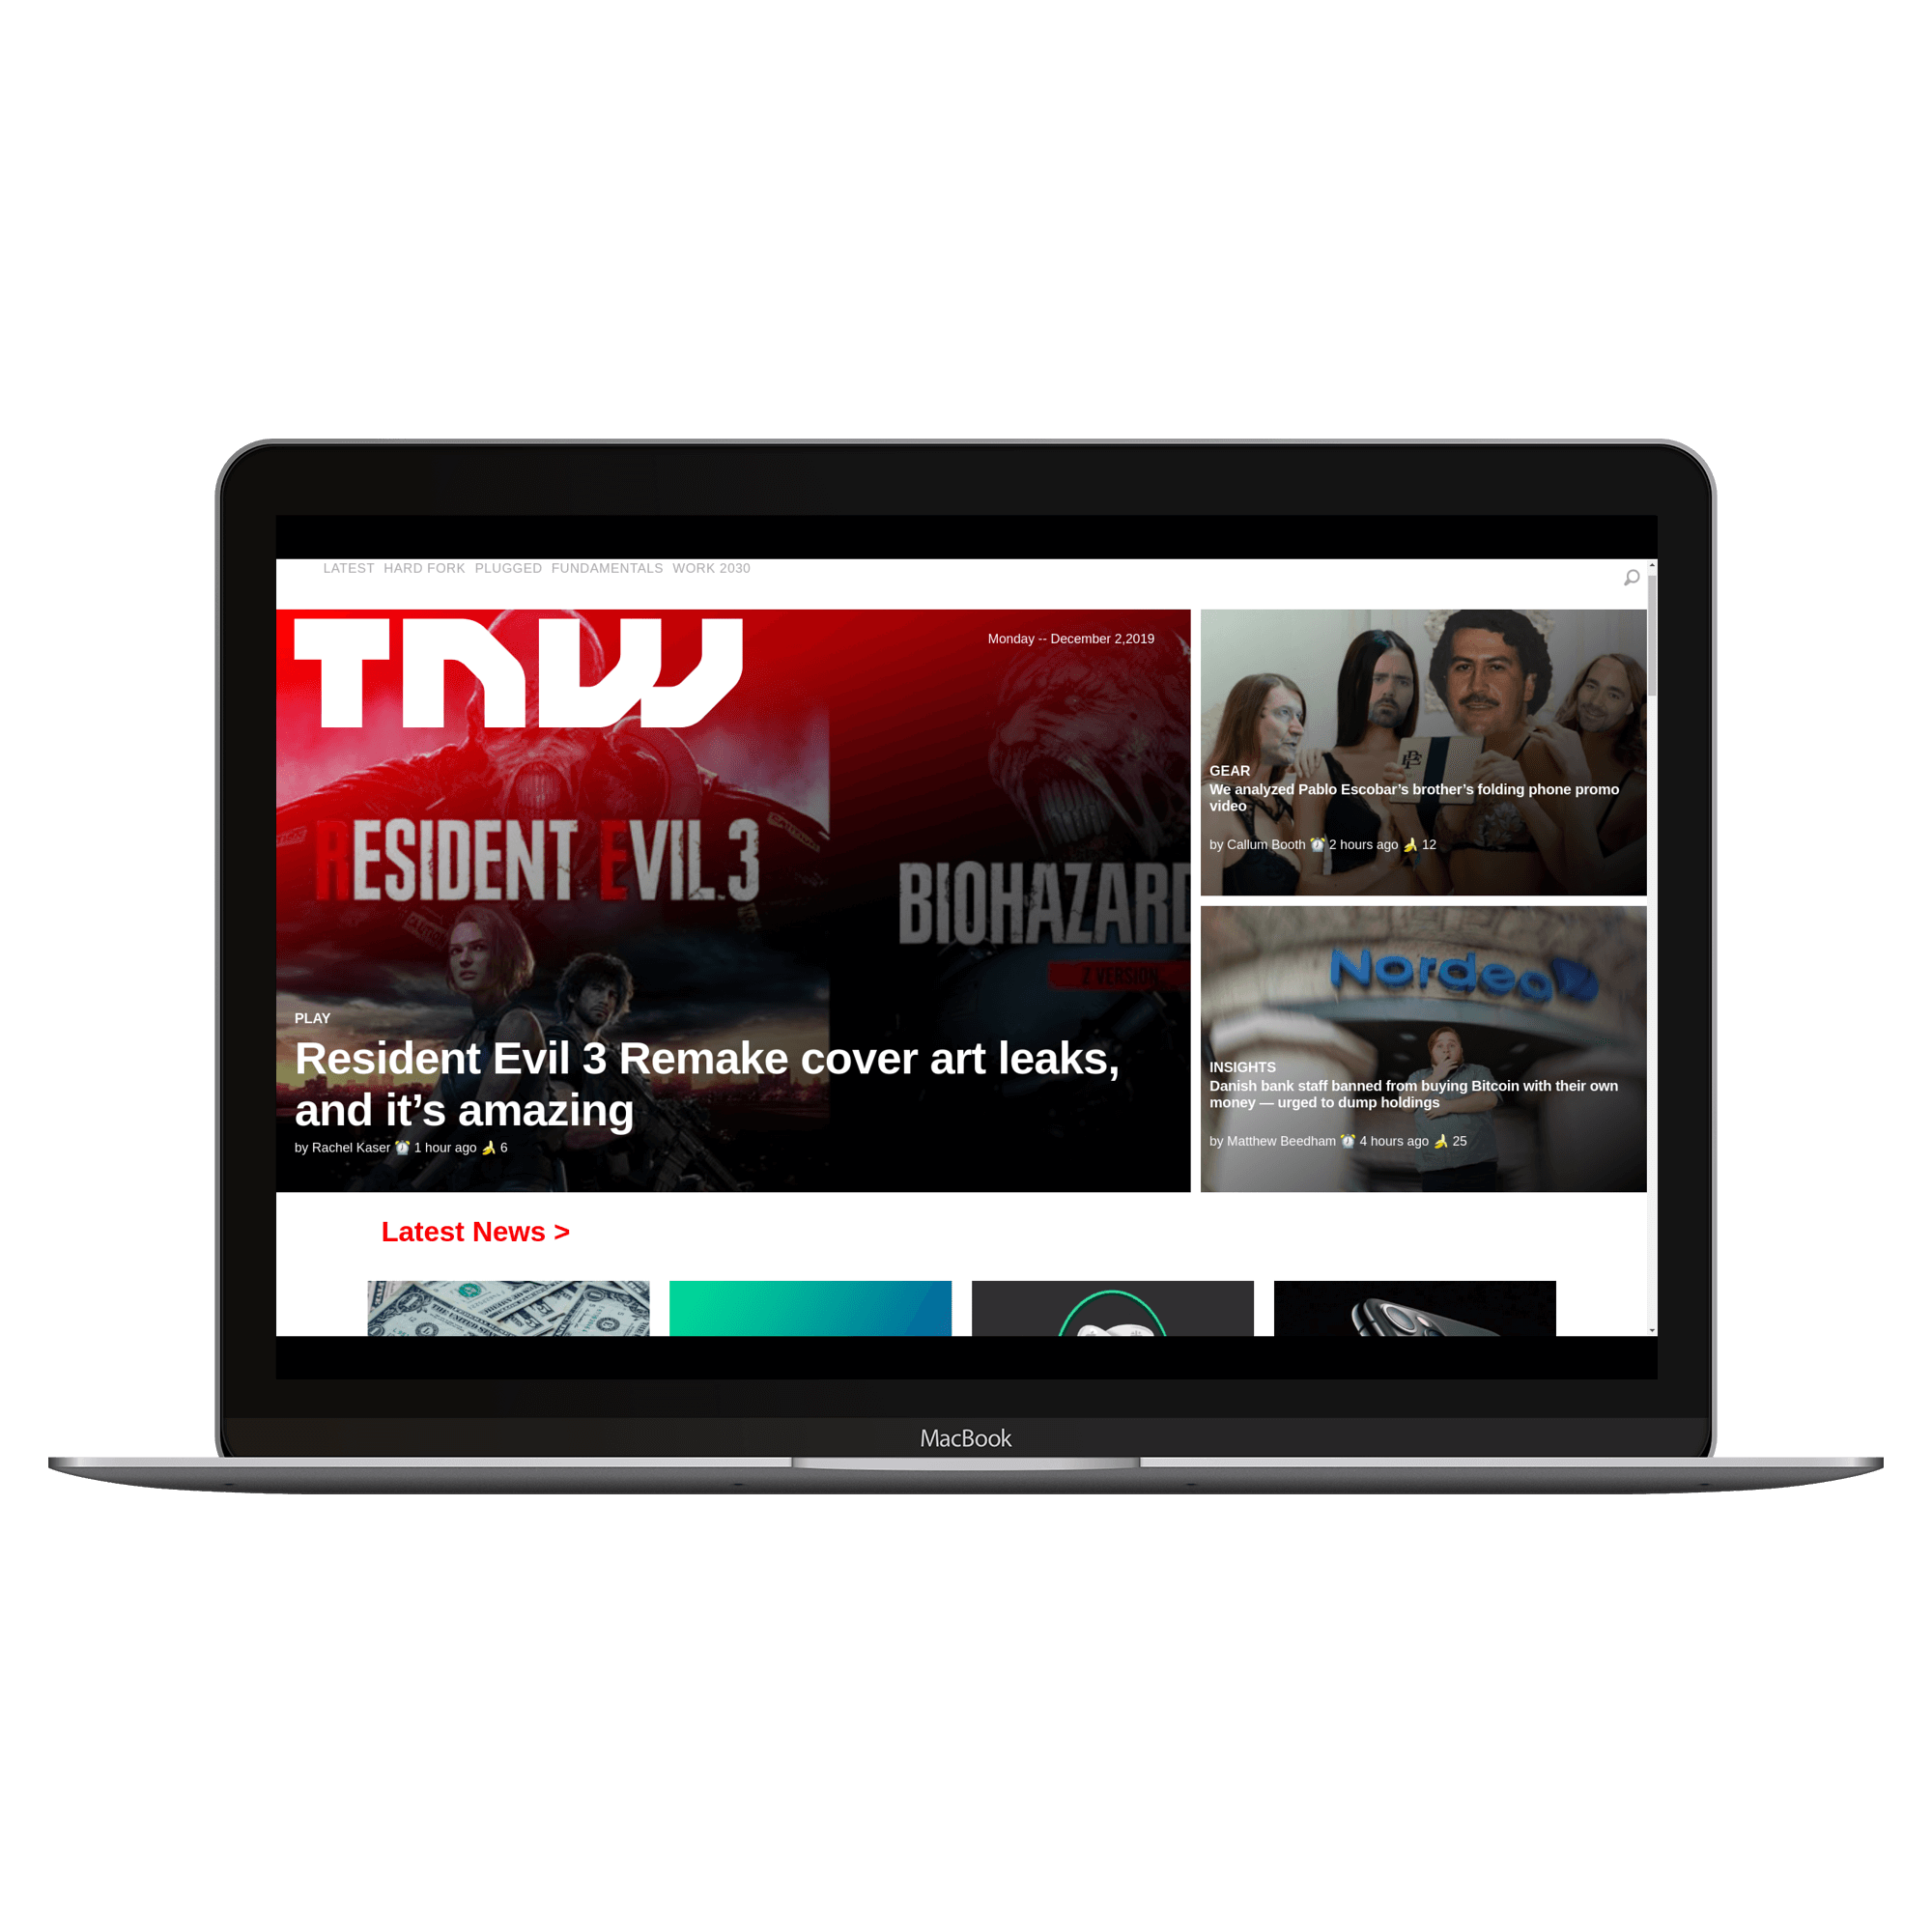 LATEST HARD FORK PLUGGED FUNDAMENTALS WORK 2030
TNW
Monday -- December 2,2019
RESIDENT EVIL 3
BIOHAZARD
Z VERSION
PLAY
Resident Evil 3 Remake cover art leaks,
and it’s amazing
by Rachel Kaser ⏰ 1 hour ago 🍌 6
GEAR
We analyzed Pablo Escobar’s brother’s folding phone promo
video
by Callum Booth ⏰ 2 hours ago 🍌 12
Nordea
INSIGHTS
Danish bank staff banned from buying Bitcoin with their own
money — urged to dump holdings
by Matthew Beedham ⏰ 4 hours ago 🍌 25
Latest News >
MacBook